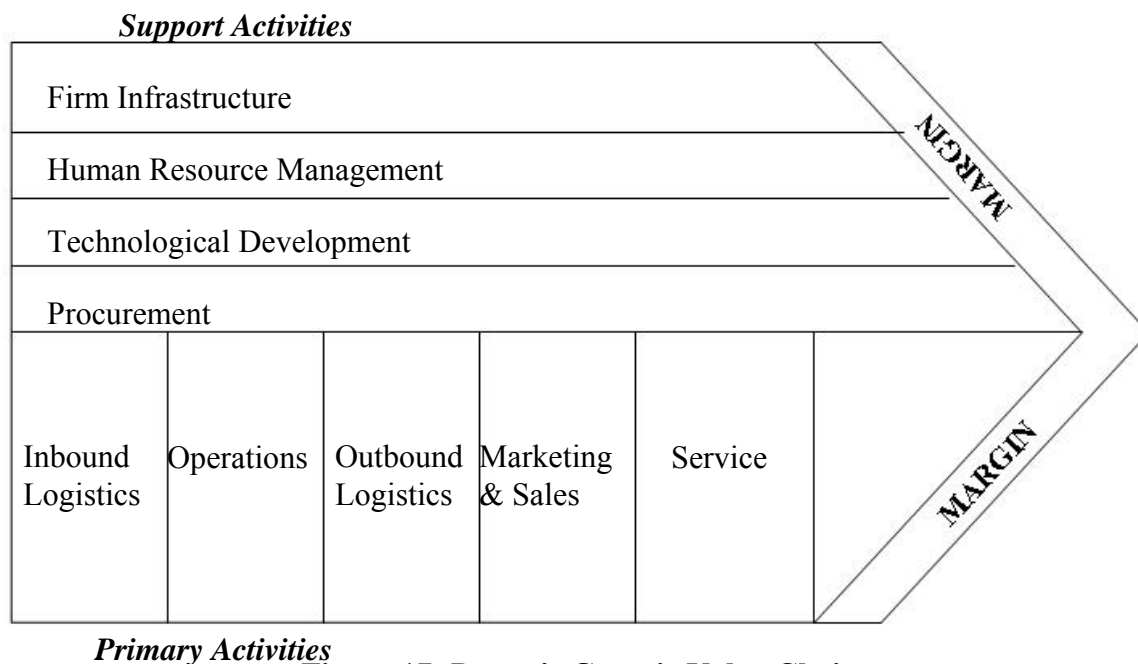 Support Activities
Firm Infrastructure
MARGIN
Human Resource Management
Technological Development
Procurement
Inbound
Logistics
Operations
Outbound
Logistics
Marketing
& Sales
Service
MARGIN
Primary Activities